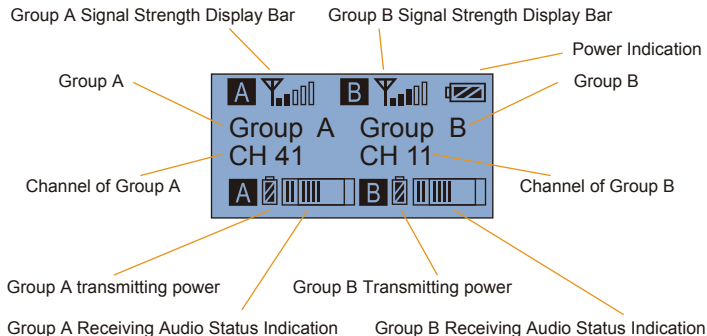 Group A Signal Strength Display Bar
Group B Signal Strength Display Bar
Power Indication
Group A
Group B
A B
Group A Group B
CH 41 CH 11
Channel of Group A
Channel of Group B
A B
Group A transmitting power
Group B Transmitting power
Group A Receiving Audio Status Indication
Group B Receiving Audio Status Indication